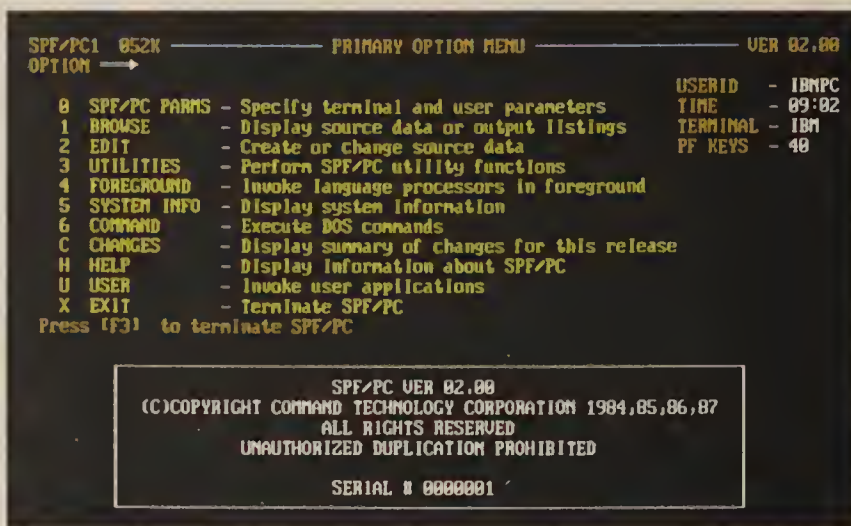 SPF/PC1 052K PRIMARY OPTION MENU VER 02.00
OPTION
USERID - IBMPC
0 SPF/PC PARMS - Specify terminal and user parameters TIME - 09:02
1 BROWSE - Display source data or output listings TERMINAL - IBM
2 EDIT - Create or change source data PF KEYS - 40
3 UTILITIES - Perform SPF/PC utility functions
4 FOREGROUND - Invoke language processors in foreground
5 SYSTEM INFO - Display system Information
6 COMMAND - Execute DOS commands
C CHANGES - Display summary of changes for this release
H HELP - Display Information about SPF/PC
U USER - Invoke user applications
X EXIT - Terminate SPF/PC
Press [F3] to terminate SPF/PC
SPF/PC VER 02.00
(C)COPYRIGHT COMMAND TECHNOLOGY CORPORATION 1984,85,86,87
ALL RIGHTS RESERVED
UNAUTHORIZED DUPLICATION PROHIBITED
SERIAL # 0000001